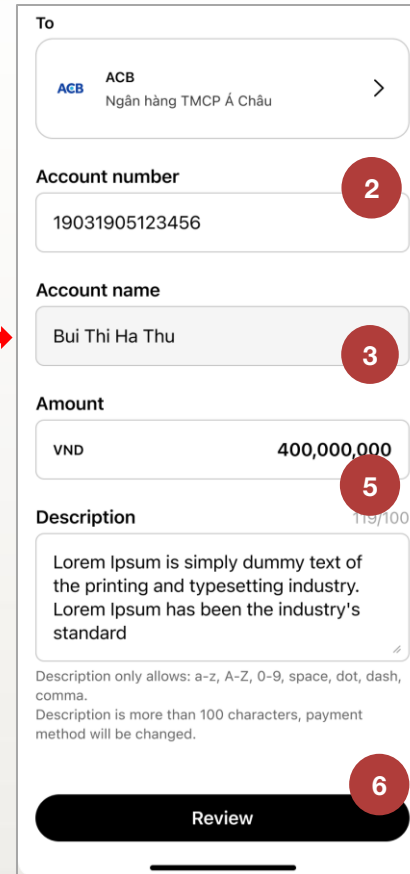 To
ACB
ACB
Ngân hàng TMCP Á Châu
Account number
2
19031905123456
Account name
Bui Thi Ha Thu
3
Amount
VND 400,000,000
5
Description 119/100
Lorem Ipsum is simply dummy text of
the printing and typesetting industry.
Lorem Ipsum has been the industry's
standard
Description only allows: a-z, A-Z, 0-9, space, dot, dash,
comma.
Description is more than 100 characters, payment
method will be changed.
6
Review